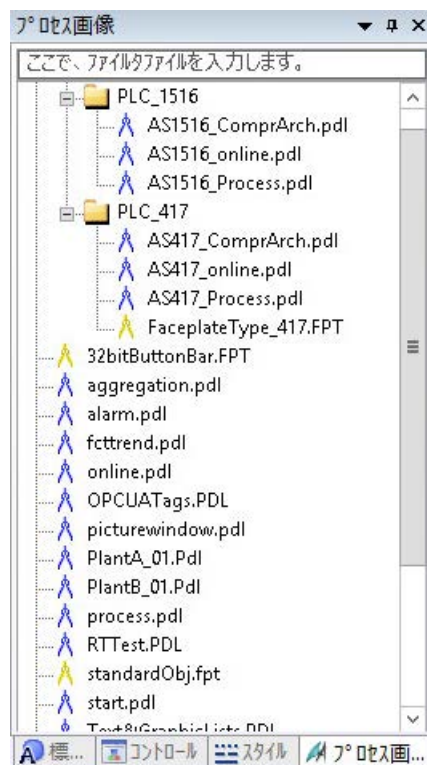 プロセス画像
ここで、ファイルタファイルを入力します。
PLC_1516
AS1516_ComprArch.pdl
AS1516_online.pdl
AS1516_Process.pdl
PLC_417
AS417_ComprArch.pdl
AS417_online.pdl
AS417_Process.pdl
FaceplateType_417.FPT
32bitButtonBar.FPT
aggregation.pdl
alarm.pdl
fcttrend.pdl
online.pdl
OPCUATags.PDL
picturewindow.pdl
PlantA_01.Pdl
PlantB_01.Pdl
process.pdl
RTTest.PDL
standardObj.fpt
start.pdl
標... コントロール スタイル プロセス画...